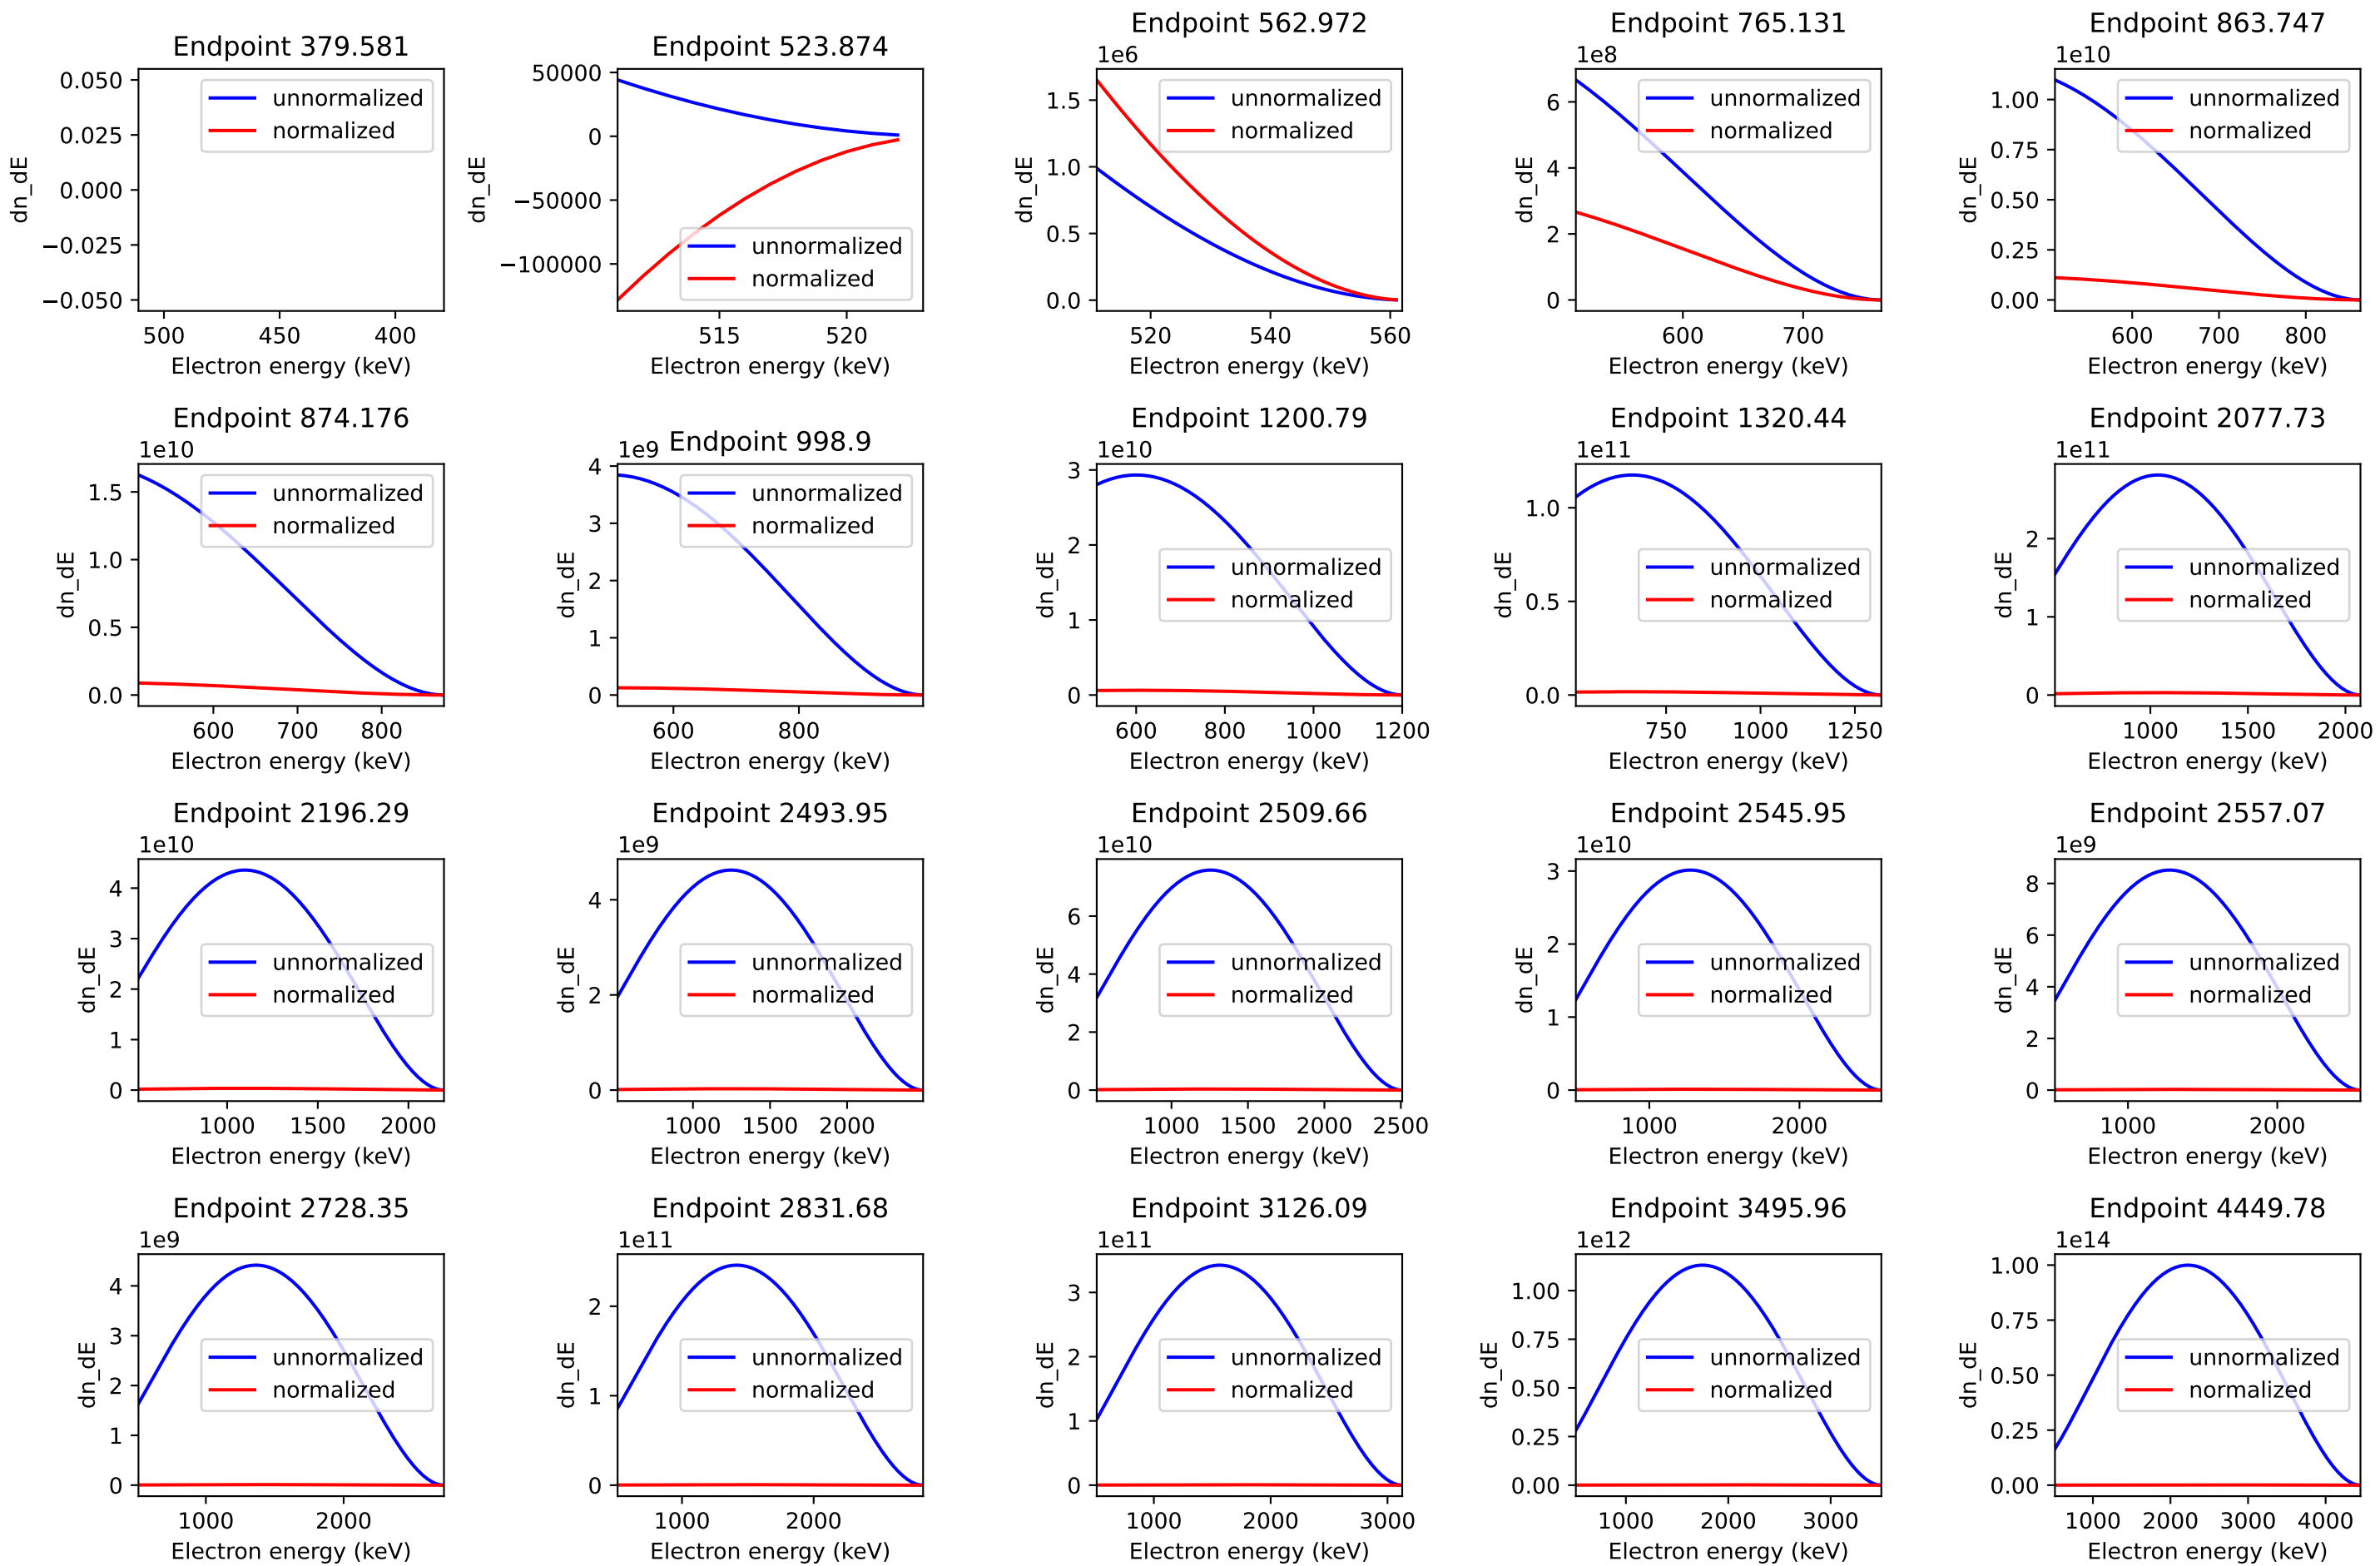 Endpoint 379.581
0.050
0.025
0.000
−0.025
−0.050
dn_dE
unnormalized
normalized
500 450 400
Electron energy (keV)
Endpoint 523.874
50000
0
−50000
−100000
dn_dE
unnormalized
normalized
515 520
Electron energy (keV)
Endpoint 562.972
1e6
1.5
1.0
0.5
0.0
dn_dE
unnormalized
normalized
520 540 560
Electron energy (keV)
Endpoint 765.131
1e8
6
4
2
0
dn_dE
unnormalized
normalized
600 700
Electron energy (keV)
Endpoint 863.747
1e10
1.00
0.75
0.50
0.25
0.00
dn_dE
unnormalized
normalized
600 700 800
Electron energy (keV)
Endpoint 874.176
1e10
1.5
1.0
0.5
0.0
dn_dE
unnormalized
normalized
600 700 800
Electron energy (keV)
Endpoint 998.9
1e9
4
3
2
1
0
dn_dE
unnormalized
normalized
600 800
Electron energy (keV)
Endpoint 1200.79
1e10
3
2
1
0
dn_dE
unnormalized
normalized
600 800 1000 1200
Electron energy (keV)
Endpoint 1320.44
1e11
1.0
0.5
0.0
dn_dE
unnormalized
normalized
750 1000 1250
Electron energy (keV)
Endpoint 2077.73
1e11
2
1
0
dn_dE
unnormalized
normalized
1000 1500 2000
Electron energy (keV)
Endpoint 2196.29
1e10
4
3
2
1
0
dn_dE
unnormalized
normalized
1000 1500 2000
Electron energy (keV)
Endpoint 2493.95
1e9
4
2
0
dn_dE
unnormalized
normalized
1000 1500 2000
Electron energy (keV)
Endpoint 2509.66
1e10
6
4
2
0
dn_dE
unnormalized
normalized
1000 1500 2000 2500
Electron energy (keV)
Endpoint 2545.95
1e10
3
2
1
0
dn_dE
unnormalized
normalized
1000 2000
Electron energy (keV)
Endpoint 2557.07
1e9
8
6
4
2
0
dn_dE
unnormalized
normalized
1000 2000
Electron energy (keV)
Endpoint 2728.35
1e9
4
3
2
1
0
dn_dE
unnormalized
normalized
1000 2000
Electron energy (keV)
Endpoint 2831.68
1e11
2
1
0
dn_dE
unnormalized
normalized
1000 2000
Electron energy (keV)
Endpoint 3126.09
1e11
3
2
1
0
dn_dE
unnormalized
normalized
1000 2000 3000
Electron energy (keV)
Endpoint 3495.96
1e12
1.00
0.75
0.50
0.25
0.00
dn_dE
unnormalized
normalized
1000 2000 3000
Electron energy (keV)
Endpoint 4449.78
1e14
1.00
0.75
0.50
0.25
0.00
dn_dE
unnormalized
normalized
1000 2000 3000 4000
Electron energy (keV)